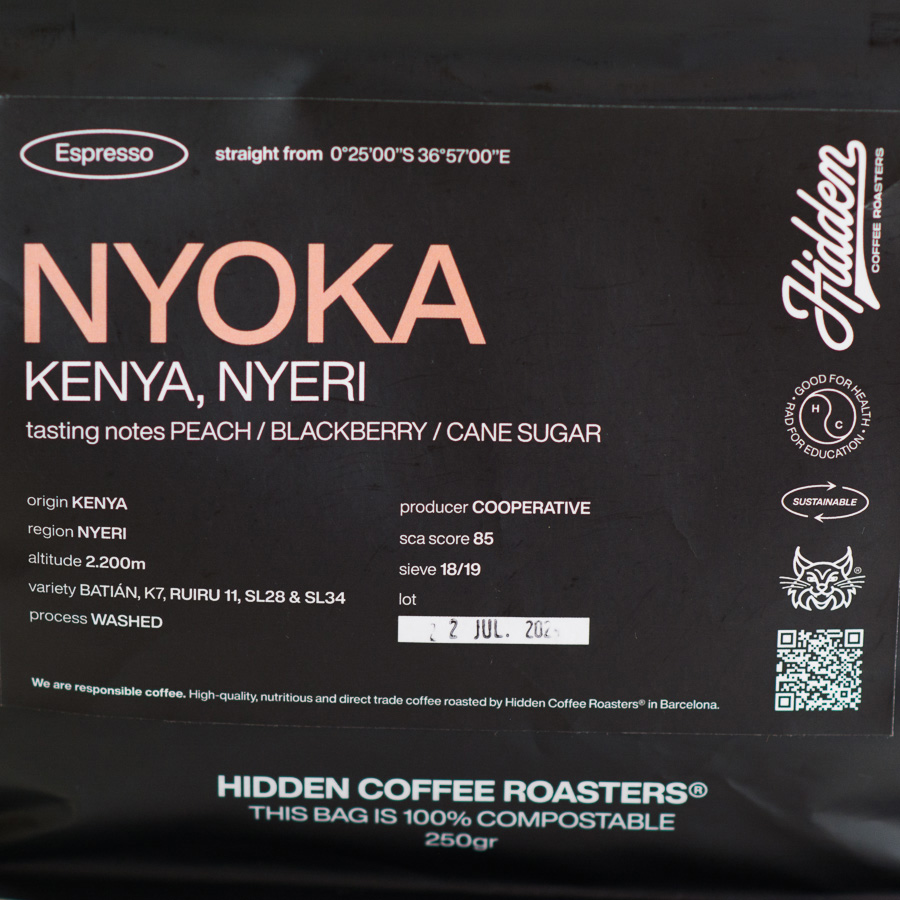 Espresso
straight from 0°25'00"S 36°57'00"E
NYOKA
KENYA, NYERI
tasting notes PEACH / BLACKBERRY / CANE SUGAR
origin KENYA
region NYERI
altitude 2.200m
variety BATIÁN, K7, RUIRU 11, SL28 & SL34
process WASHED
producer COOPERATIVE
sca score 85
sieve 18/19
lot
2 2 JUL.
We are responsible coffee. High-quality, nutritious and direct trade coffee roasted by Hidden Coffee Roasters® in Barcelona.
Hidden
COFFEE ROASTERS
GOOD FOR HEALTH •
RAD FOR EDUCATION •
H
C
SUSTAINABLE
®
HIDDEN COFFEE ROASTERS®
THIS BAG IS 100% COMPOSTABLE
250gr